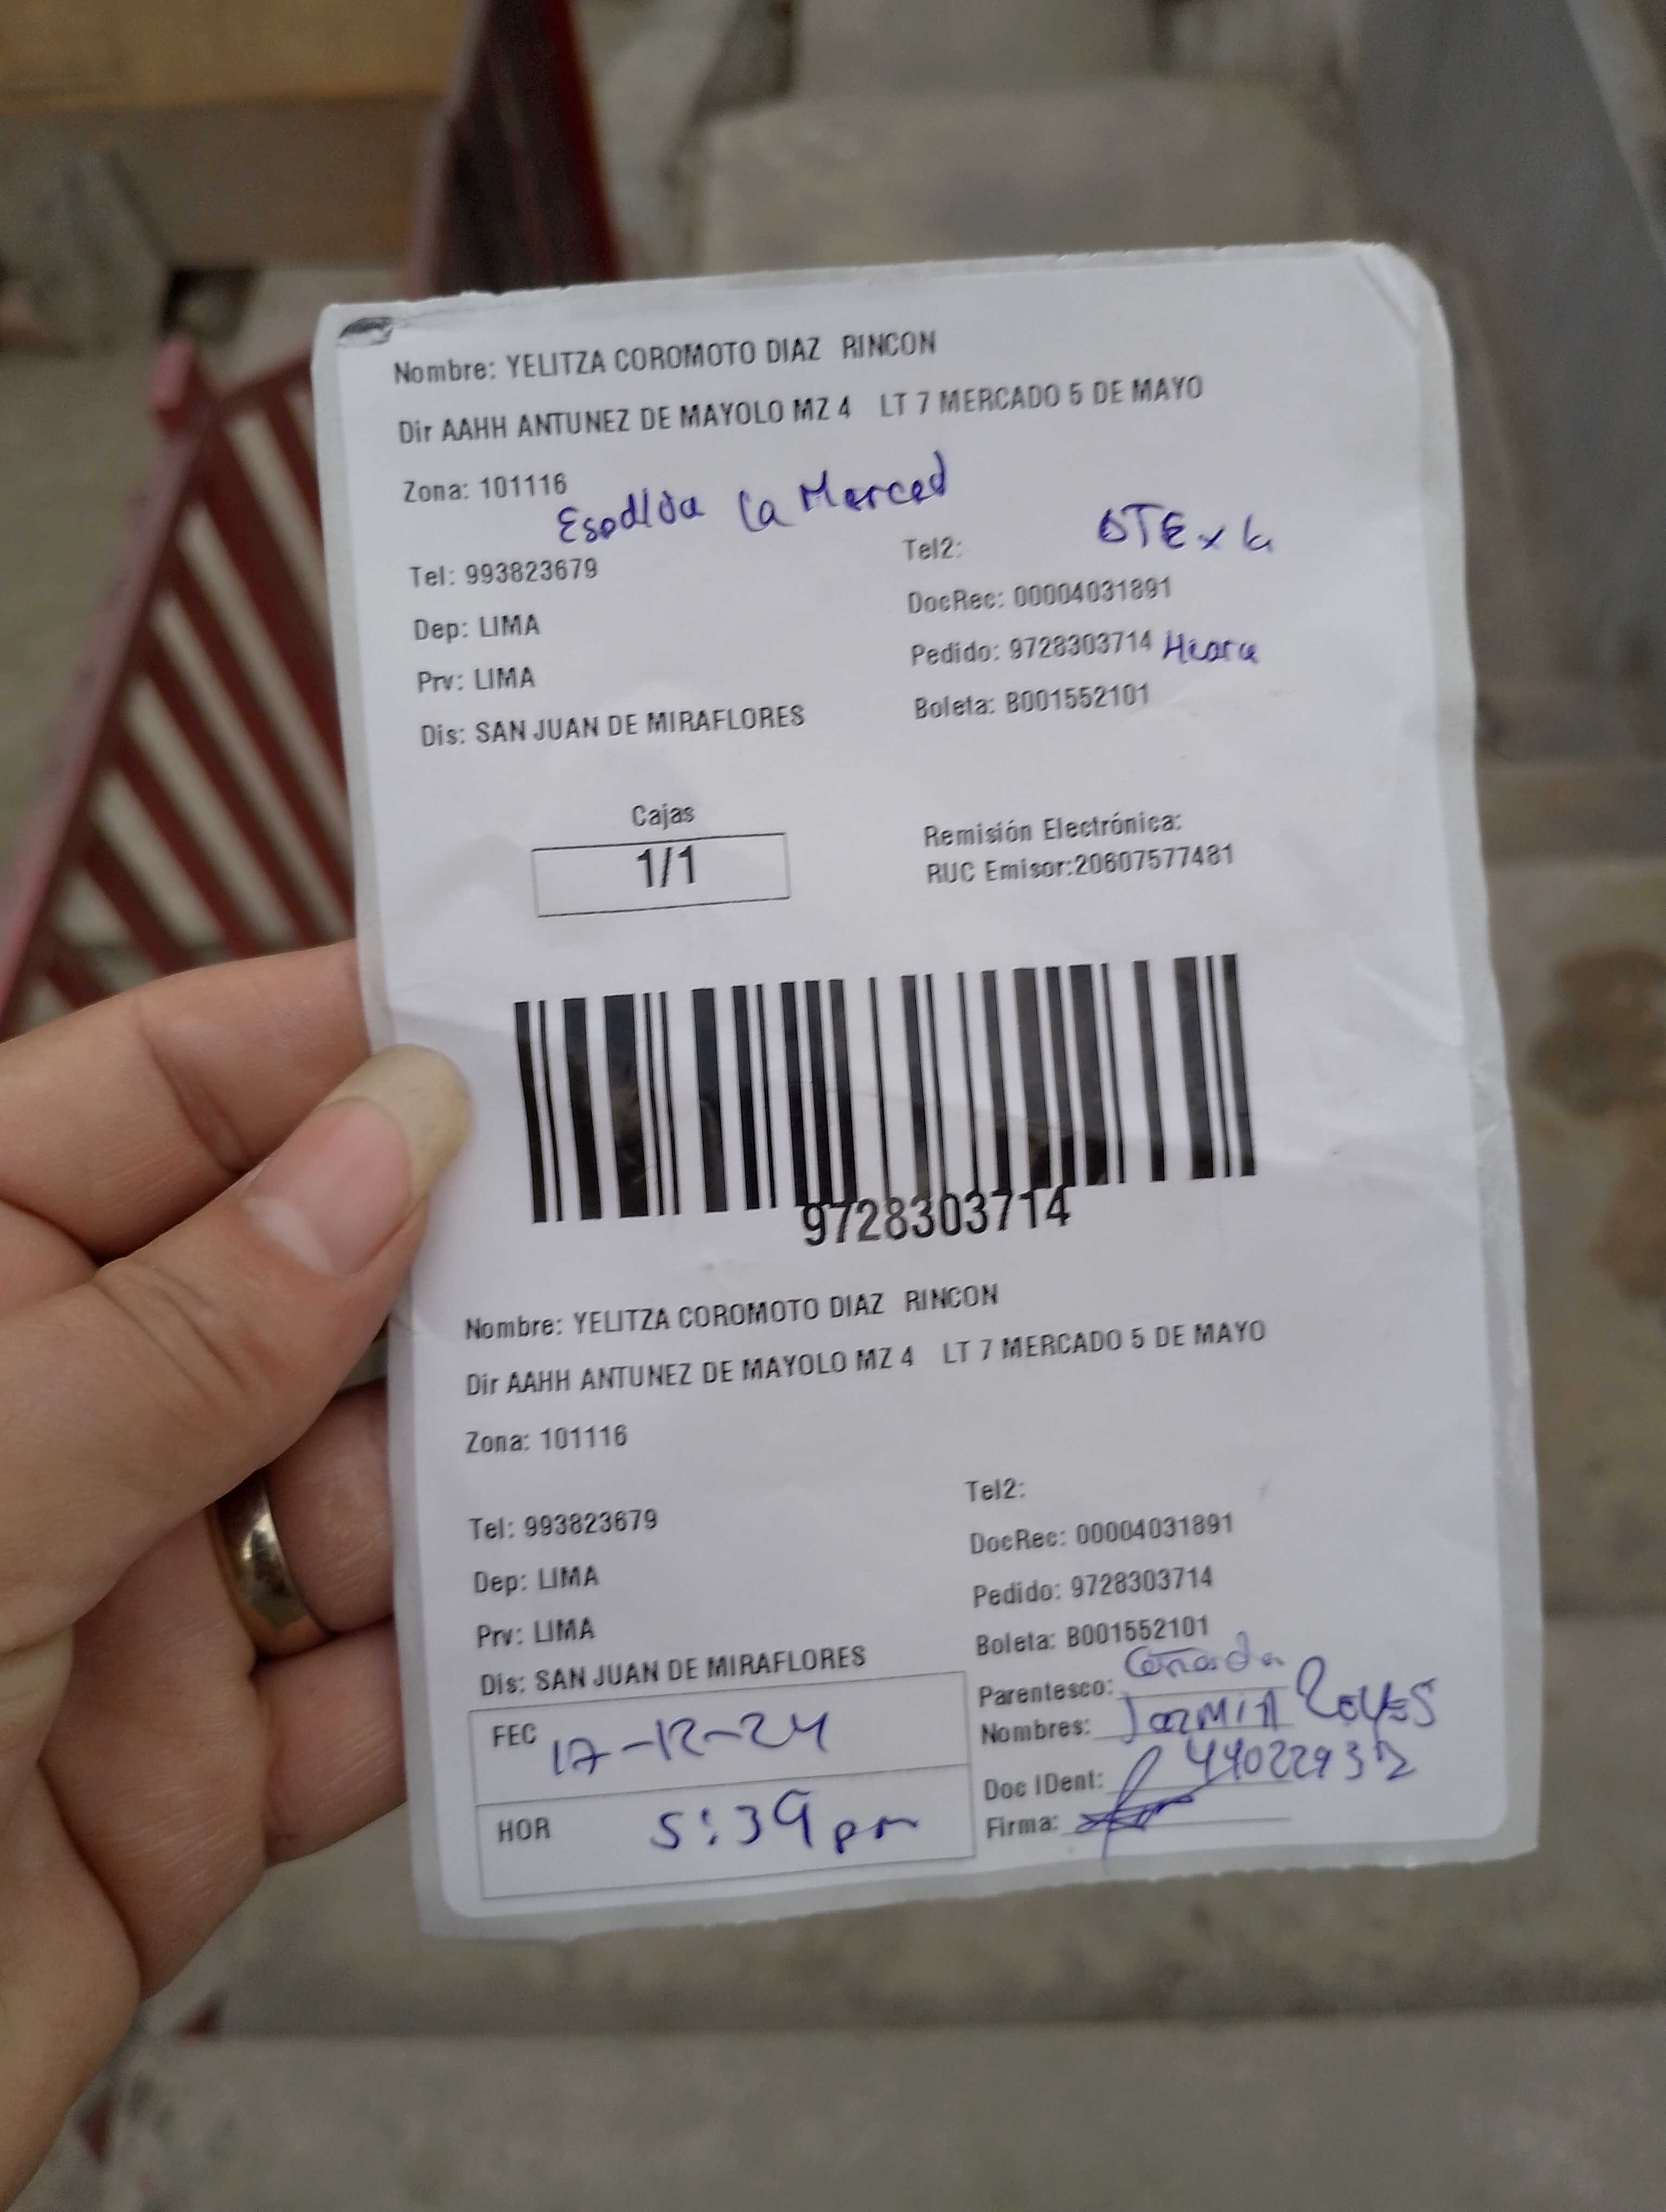 Nombre: YELITZA COROMOTO DIAZ RINCON
Dir AAHH ANTUNEZ DE MAYOLO MZ 4 LT 7 MERCADO 5 DE MAYO
Zona: 101116
la Merced
Tel: 993823679
Tel2:
Dep: LIMA
DocRec: 00004031891
Prv: LIMA
Pedido: 9728303714
Dis: SAN JUAN DE MIRAFLORES
Boleta: B001552101
Cajas
1/1
Remisión Electrónica:
RUC Emisor:20607577481
9728303714
Nombre: YELITZA COROMOTO DIAZ RINCON
Dir AAHH ANTUNEZ DE MAYOLO MZ 4 LT 7 MERCADO 5 DE MAYO
Zona: 101116
Tel: 993823679
Tel2:
Dep: LIMA
DocRec: 00004031891
Prv: LIMA
Pedido: 9728303714
Dis: SAN JUAN DE MIRAFLORES
Boleta: B001552101
FEC 17-12-24
HOR 5:39 pm
Parentesco:
Nombres: Jazmin Reyes
Doc IDent: 44022932
Firma: